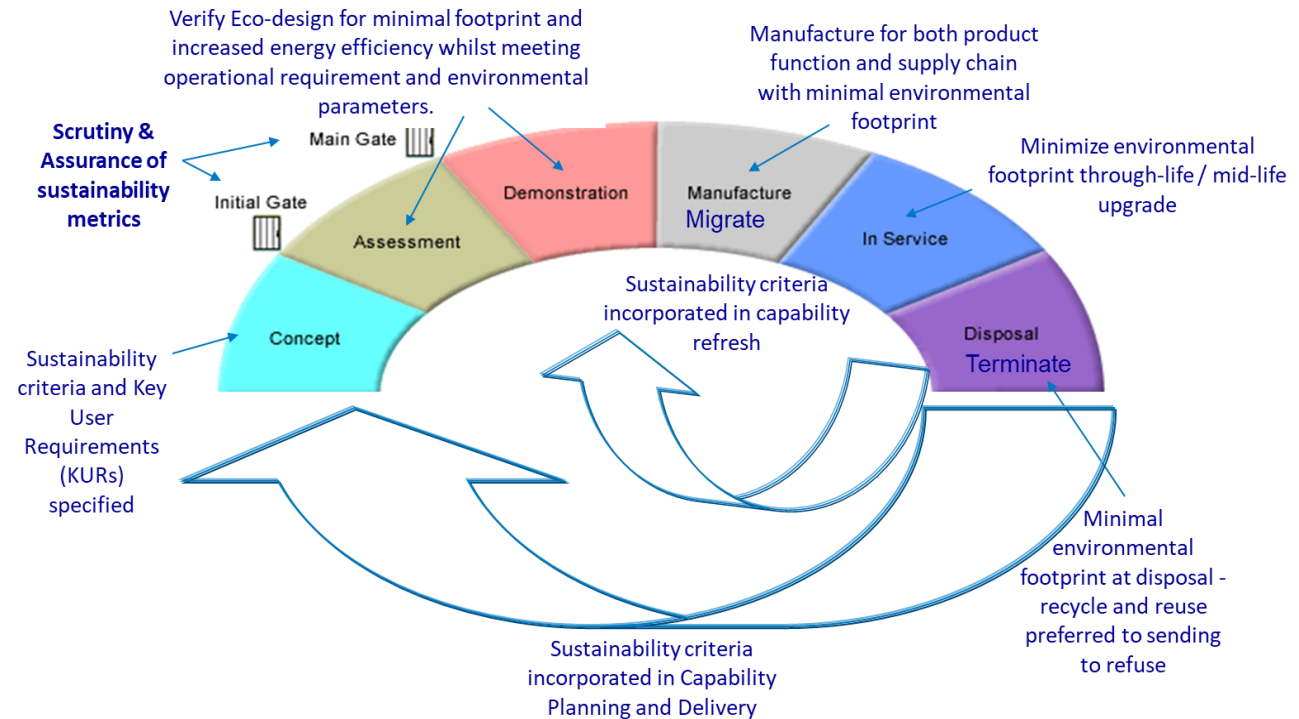 Verify Eco-design for minimal footprint and
increased energy efficiency whilst meeting
operational requirement and environmental
parameters.
Manufacture for both product
function and supply chain
with minimal environmental
footprint
Scrutiny &
Assurance of
sustainability
metrics
Main Gate
Initial Gate
Minimize environmental
footprint through-life / mid-life
upgrade
Concept
Assessment
Demonstration
Manufacture
Migrate
In Service
Disposal
Terminate
Sustainability criteria
incorporated in capability
refresh
Sustainability
criteria and Key
User
Requirements
(KURs)
specified
Minimal
environmental
footprint at disposal -
recycle and reuse
preferred to sending
to refuse
Sustainability criteria
incorporated in Capability
Planning and Delivery